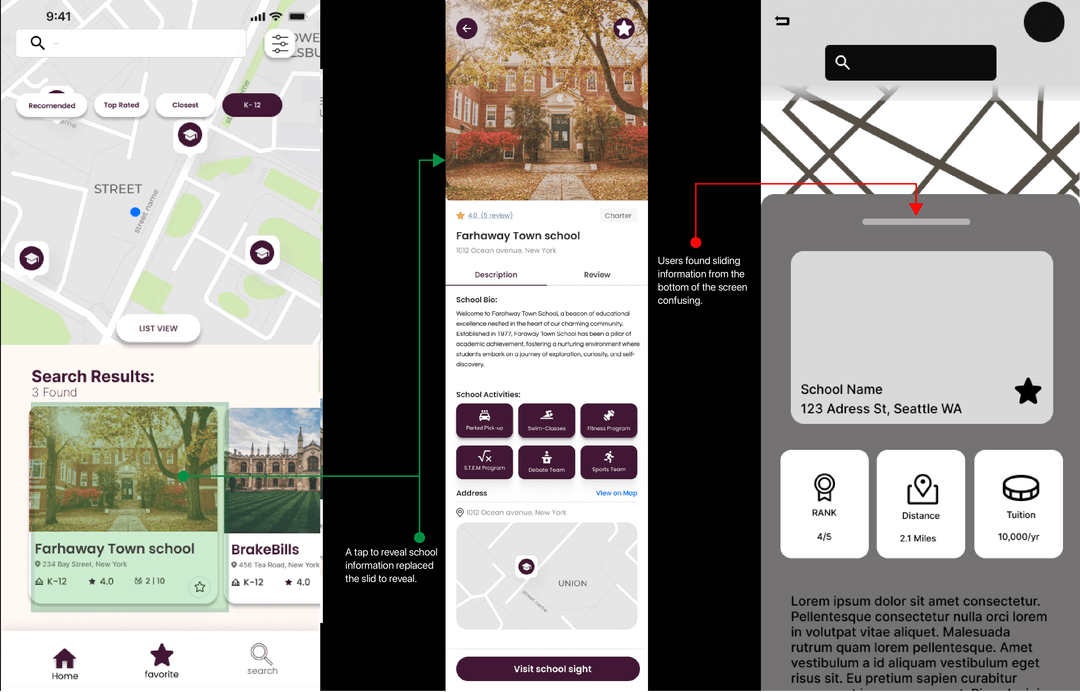 9:41
-
OWE
LSBU
Recomended
Top Rated
Closest
K- 12
name
STREET
street name
LIST VIEW
Search Results:
3 Found
Farhaway Town school
234 Bay Street, New York
K-12
4.0
2 | 10
BrakeBills
456 Tea Road, New York
K-12
4.0
Home
favorite
search
A tap to reveal school
information replaced
the slid to reveal.
4.0 (5 review)
Charter
Farhaway Town school
1012 Ocean avenue, New York
Description
Review
School Bio:
Welcome to Farchway Town School, a beacon of educational
excellence nestled in the heart of our charming community.
Established in 1977, Faraway Town School has been a pillar of
academic achievement, fostering a nurturing environment where
students embark on a journey of exploration, curiosity, and self-
discovery.
School Activities:
Parked Pick-up
Swim-Classes
Fitness Program
S.T.E.M Program
Debate Team
Sports Team
Address
View on Map
1012 Ocean avenue, New York
UNION
street name
Visit school sight
Users found sliding
information from the
bottom of the screen
confusing.
School Name
123 Adress St, Seattle WA
RANK
4/5
Distance
2.1 Miles
Tuition
10,000/yr
Lorem ipsum dolor sit amet consectetur.
Pellentesque consectetur nulla orci lorem
in volutpat vitae aliquet. Malesuada
rutrum quam lorem pellentesque. Amet
vestibulum a id aliquam vestibulum eget
risus sit. Eu pretium sapien curabitur